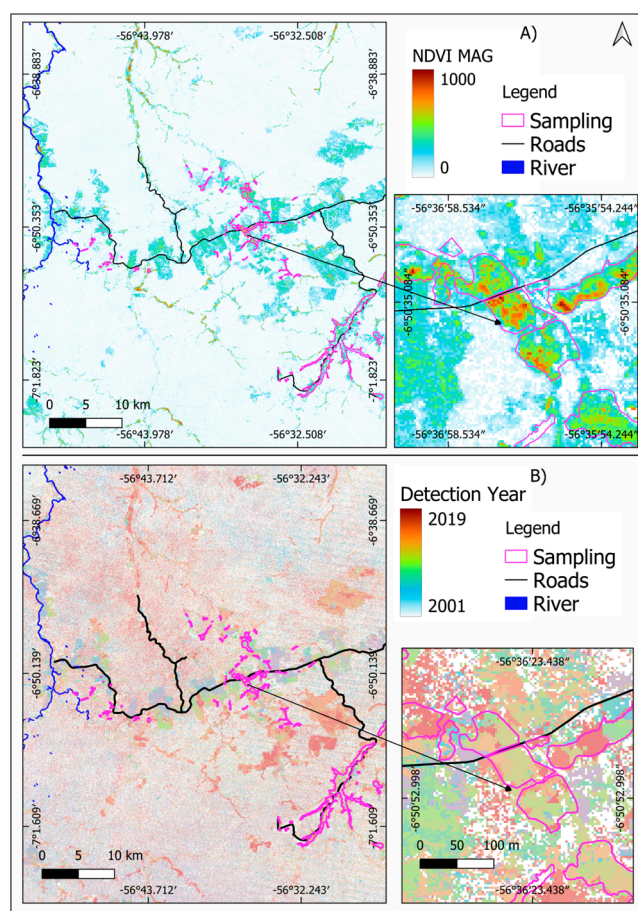 -56°43.978′ -56°32.508′
-6°38.883′ -6°38.883′
-6°50.353′ -6°50.353′
-7°1.823′ -7°1.823′
0 5 10 km
-56°43.978′ -56°32.508′
A)
NDVI MAG
1000
0
Legend
Sampling
Roads
River
-56°36′58.534″ -56°35′54.244″
-6°50′35.084″ -6°50′35.084″
-56°36′58.534″ -56°35′54.244″
-56°43.712′ -56°32.243′
-6°38.669′ -6°38.669′
-6°50.139′ -6°50.139′
-7°1.609′ -7°1.609′
0 5 10 km
-56°43.712′ -56°32.243′
B)
Detection Year
2019
2001
Legend
Sampling
Roads
River
-56°36′23.438″
-6°50′52.998″ -6°50′52.998″
0 50 100 m
-56°36′23.438″